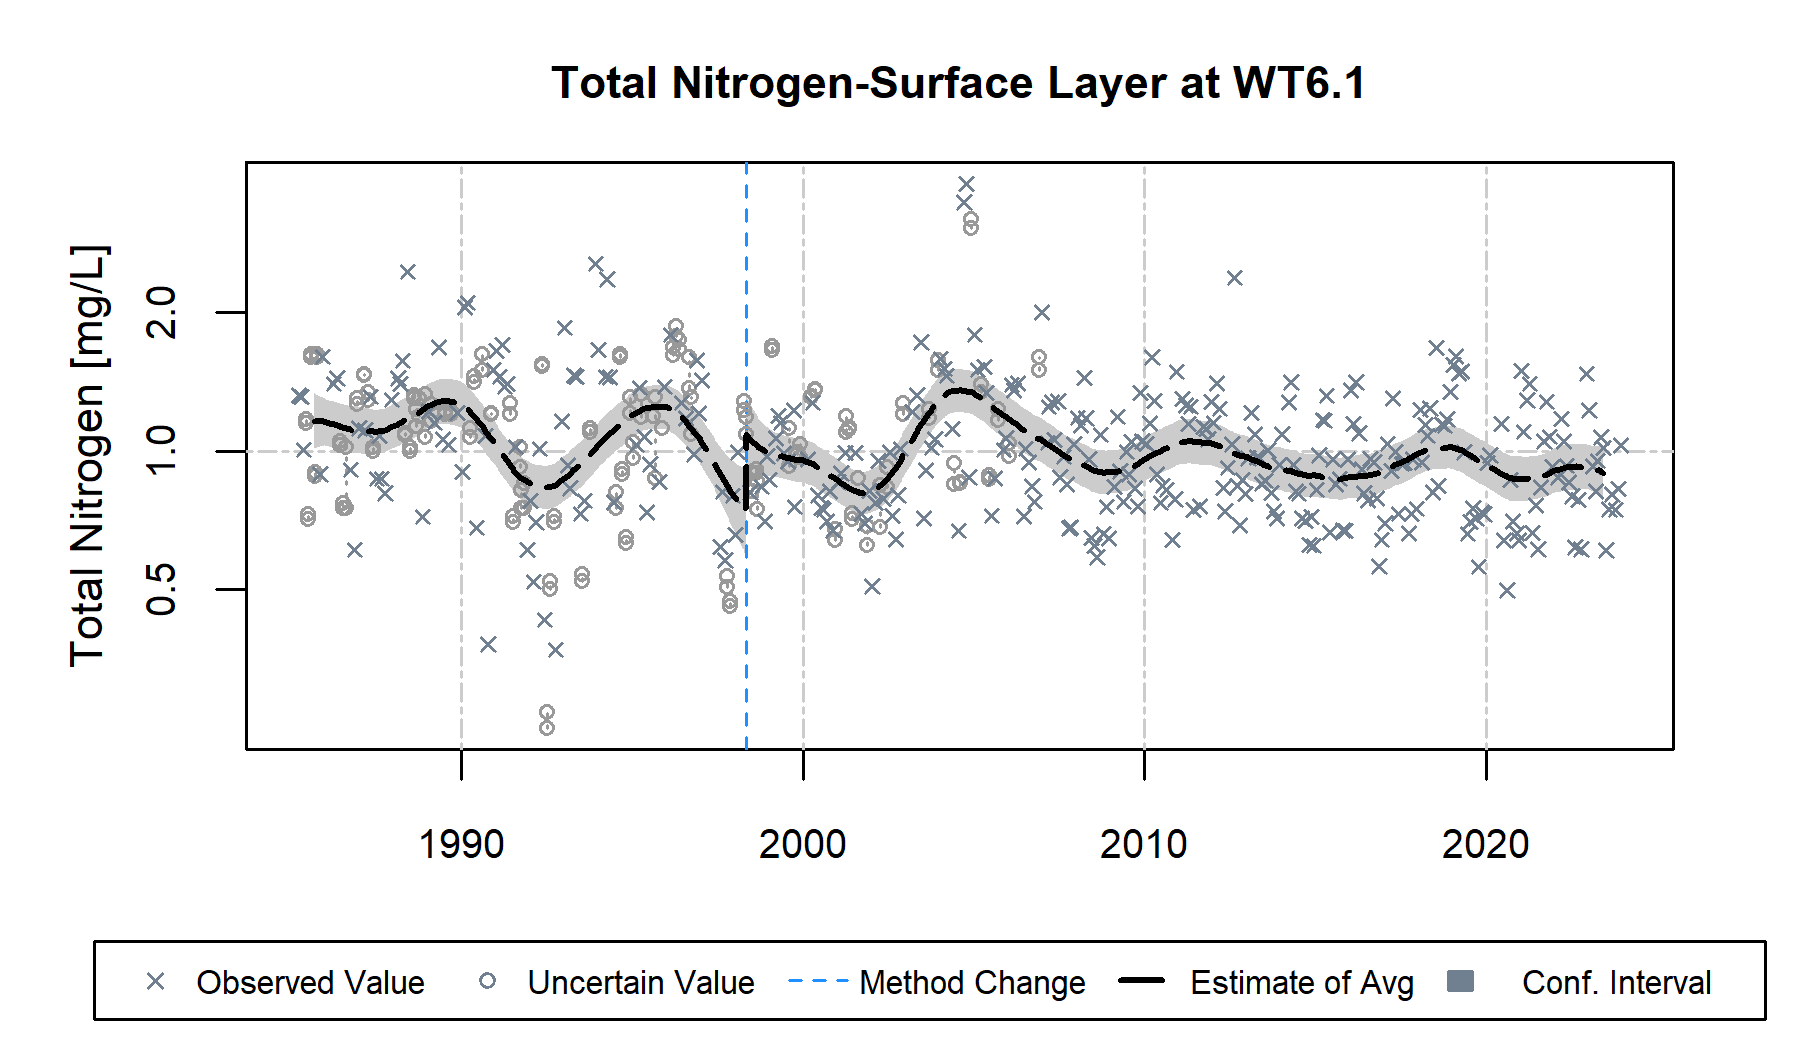 Total Nitrogen-Surface Layer at WT6.1
Total Nitrogen [mg/L]
2.0
1.0
0.5
1990 2000 2010 2020
Observed Value Uncertain Value Method Change Estimate of Avg Conf. Interval